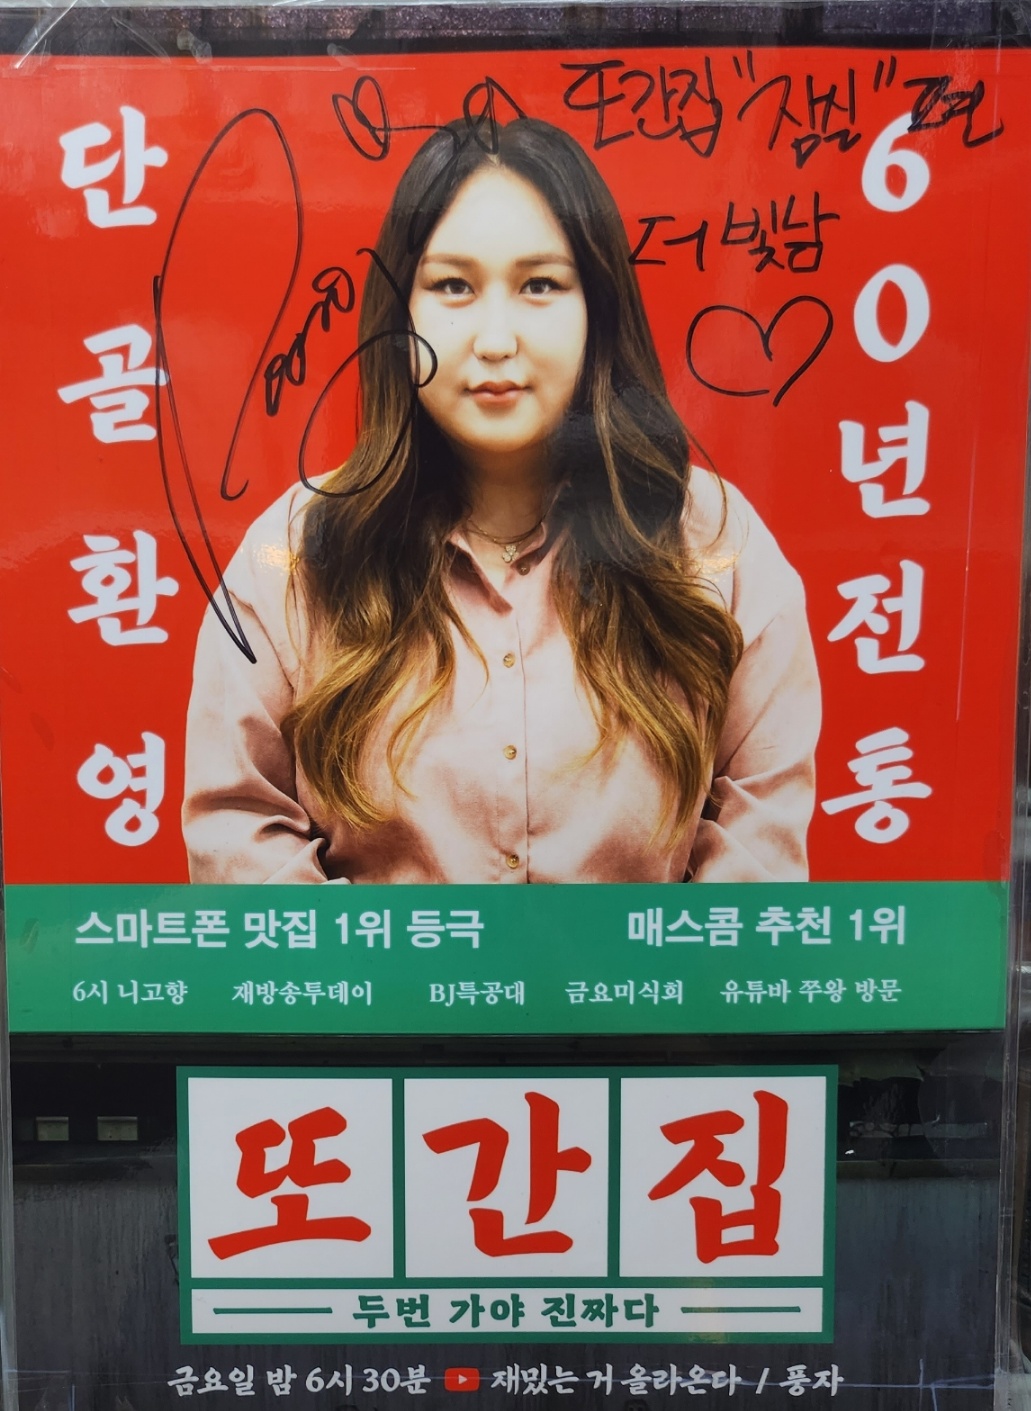 또간집 "잠실" 편
더 빛남
단골환영
60년전통
스마트폰 맛집 1위 등극
매스콤 추천 1위
6시 니고향 재방송투데이 BJ특공대 금요미식회 유튜바 쭈왕 방문
또간집
두번 가야 진짜다
금요일 밤 6시 30분 재밌는 거 올라온다 / 풍자